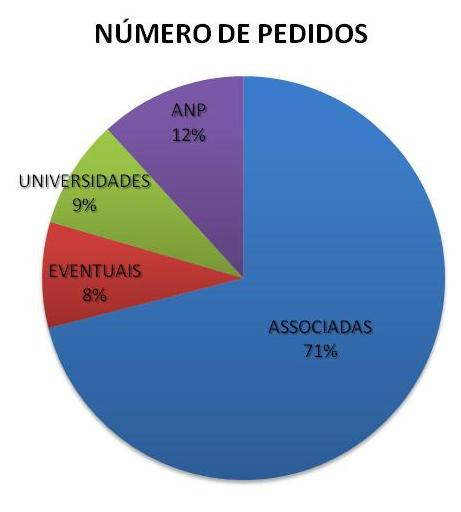 NÚMERO DE PEDIDOS
ANP
12%
UNIVERSIDADES
9%
EVENTUAIS
8%
ASSOCIADAS
71%